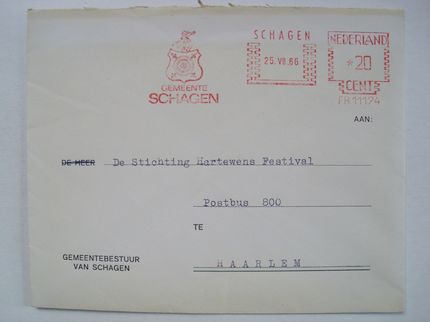 SCHAGEN
NEDERLAND
25.VII.66
*20
CENT
FR 11124
GEMEENTE
SCHAGEN
AAN:
DE HEER De Stichting Hartewens Festival
Postbus 800
TE
GEMEENTEBESTUUR
VAN SCHAGEN
HAARLEM